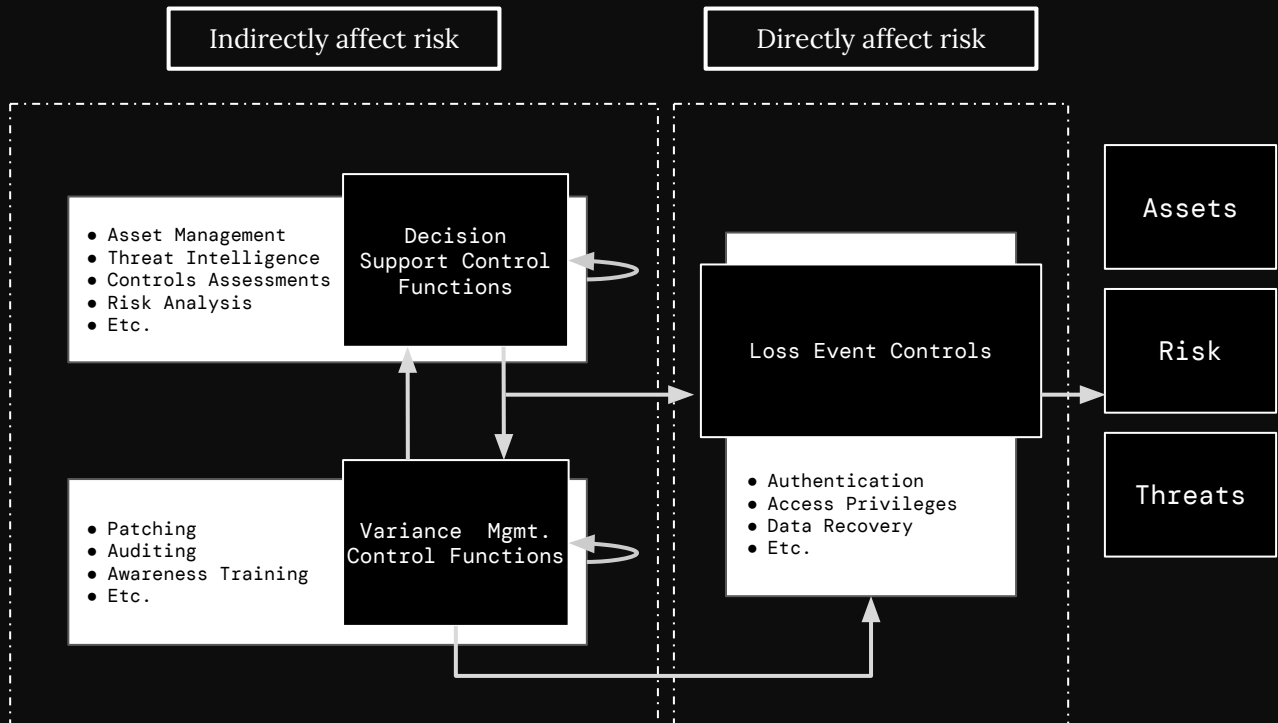 Indirectly affect risk
Directly affect risk
● Asset Management
● Threat Intelligence
● Controls Assessments
● Risk Analysis
● Etc.
Decision
Support Control
Functions
● Patching
● Auditing
● Awareness Training
● Etc.
Variance Mgmt.
Control Functions
Loss Event Controls
● Authentication
● Access Privileges
● Data Recovery
● Etc.
Assets
Risk
Threats